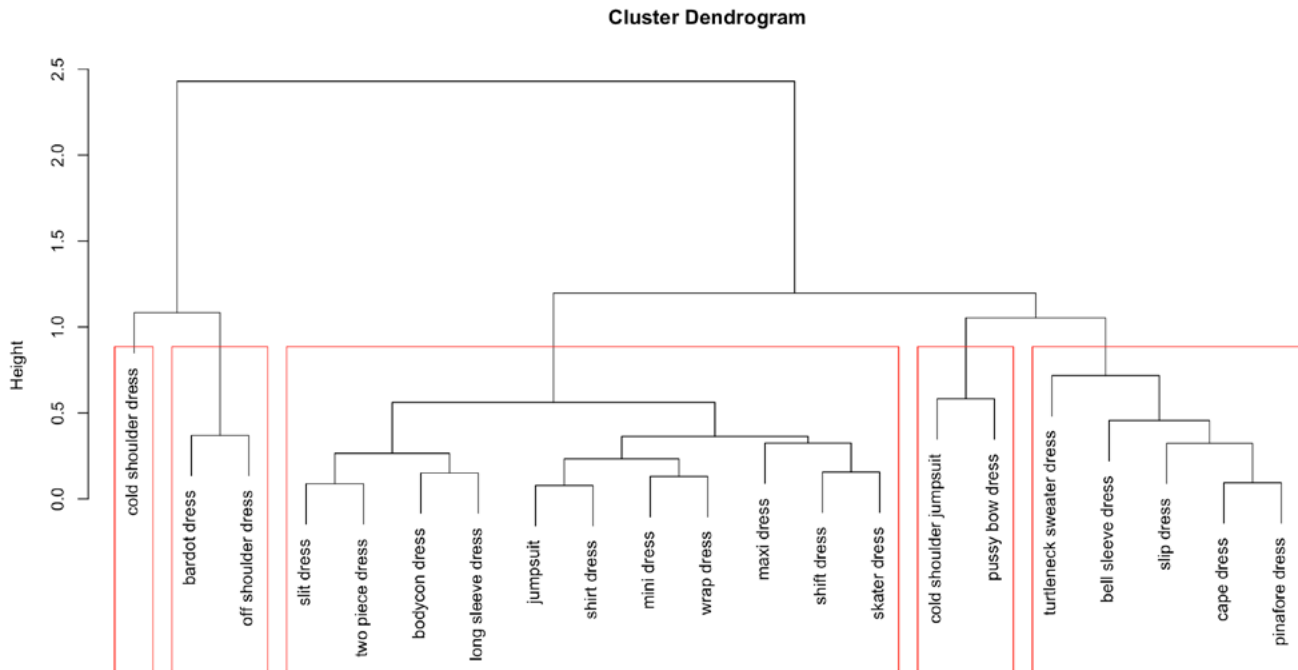 Cluster Dendrogram
Height
2.5
2.0
1.5
1.0
0.5
0.0
cold shoulder dress
bardot dress
off shoulder dress
slit dress
two piece dress
bodycon dress
long sleeve dress
jumpsuit
shirt dress
mini dress
wrap dress
maxi dress
shift dress
skater dress
cold shoulder jumpsuit
pussy bow dress
turtleneck sweater dress
bell sleeve dress
slip dress
cape dress
pinafore dress